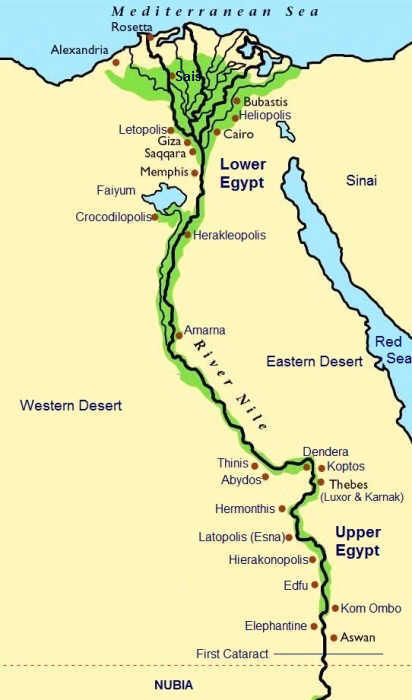 Mediterranean Sea
Rosetta
Alexandria
Sais
Bubastis
Heliopolis
Letopolis
Cairo
Giza
Saqqara
Lower
Egypt
Memphis
Sinai
Faiyum
Crocodilopolis
Herakleopolis
Amarna
River Nile
Red
Sea
Eastern Desert
Western Desert
Dendera
Thinis
Koptos
Abydos
Thebes
(Luxor & Karnak)
Hermonthis
Upper
Egypt
Latopolis (Esna)
Hierakonopolis
Edfu
Kom Ombo
Elephantine
Aswan
First Cataract
NUBIA